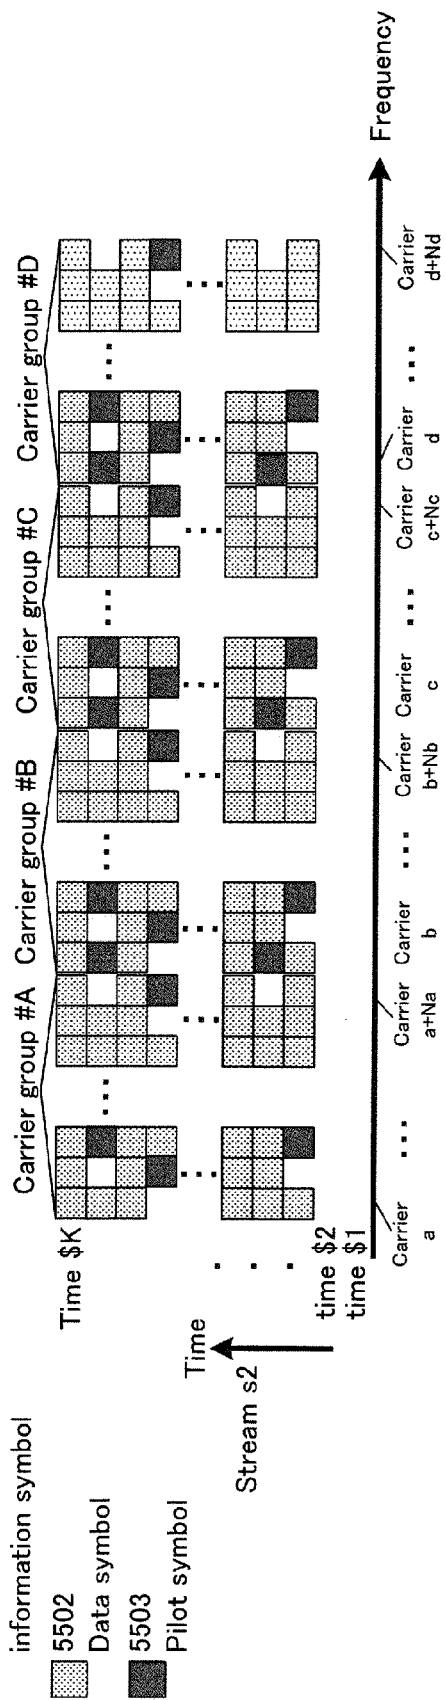 information symbol
5502
Data symbol
5503
Pilot symbol
Stream s2
Time
Time $K
time $2
time $1
Carrier group #A
Carrier group #B
Carrier group #C
Carrier group #D
Carrier
a
Carrier
a+Na
Carrier
b
Carrier
b+Nb
Carrier
c
Carrier
c+Nc
Carrier
d
Carrier
d+Nd
Frequency